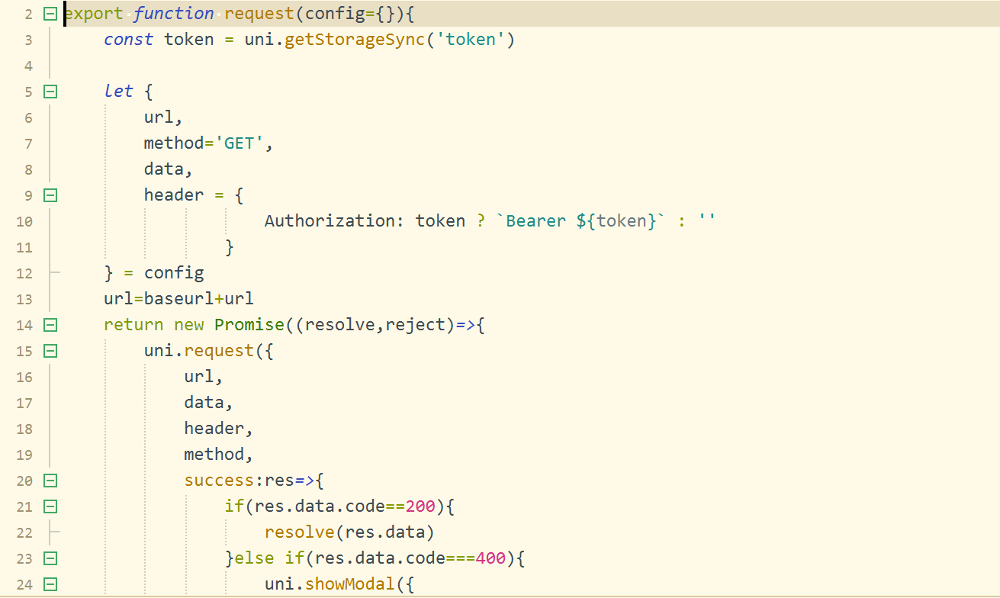 2 export function request(config={}){
3 const token = uni.getStorageSync('token')
4
5 let {
6 url,
7 method='GET',
8 data,
9 header = {
10 Authorization: token ? `Bearer ${token}` : ''
11 }
12 } = config
13 url=baseurl+url
14 return new Promise((resolve,reject)=>{
15 uni.request({
16 url,
17 data,
18 header,
19 method,
20 success:res=>{
21 if(res.data.code==200){
22 resolve(res.data)
23 }else if(res.data.code===400){
24 uni.showModal({